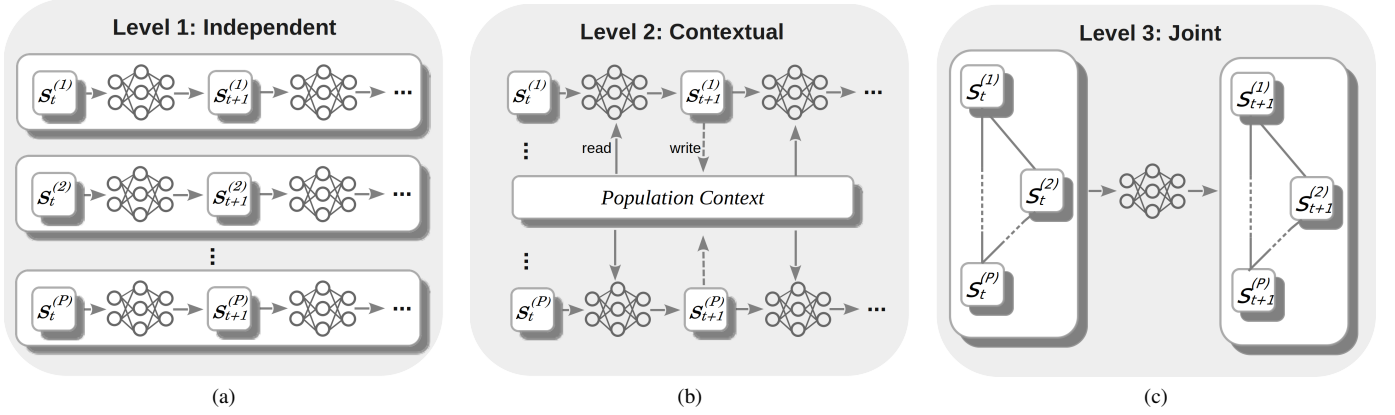 Level 1: Independent
S_t^(1) S_{t+1}^(1) ...
S_t^(2) S_{t+1}^(2) ...
⋮
S_t^(P) S_{t+1}^(P) ...
(a)
Level 2: Contextual
S_t^(1) S_{t+1}^(1) ...
⋮ read write
Population Context
⋮
S_t^(P) S_{t+1}^(P) ...
(b)
Level 3: Joint
S_t^(1) S_{t+1}^(1)
S_t^(2) S_{t+1}^(2)
S_t^(P) S_{t+1}^(P)
(c)